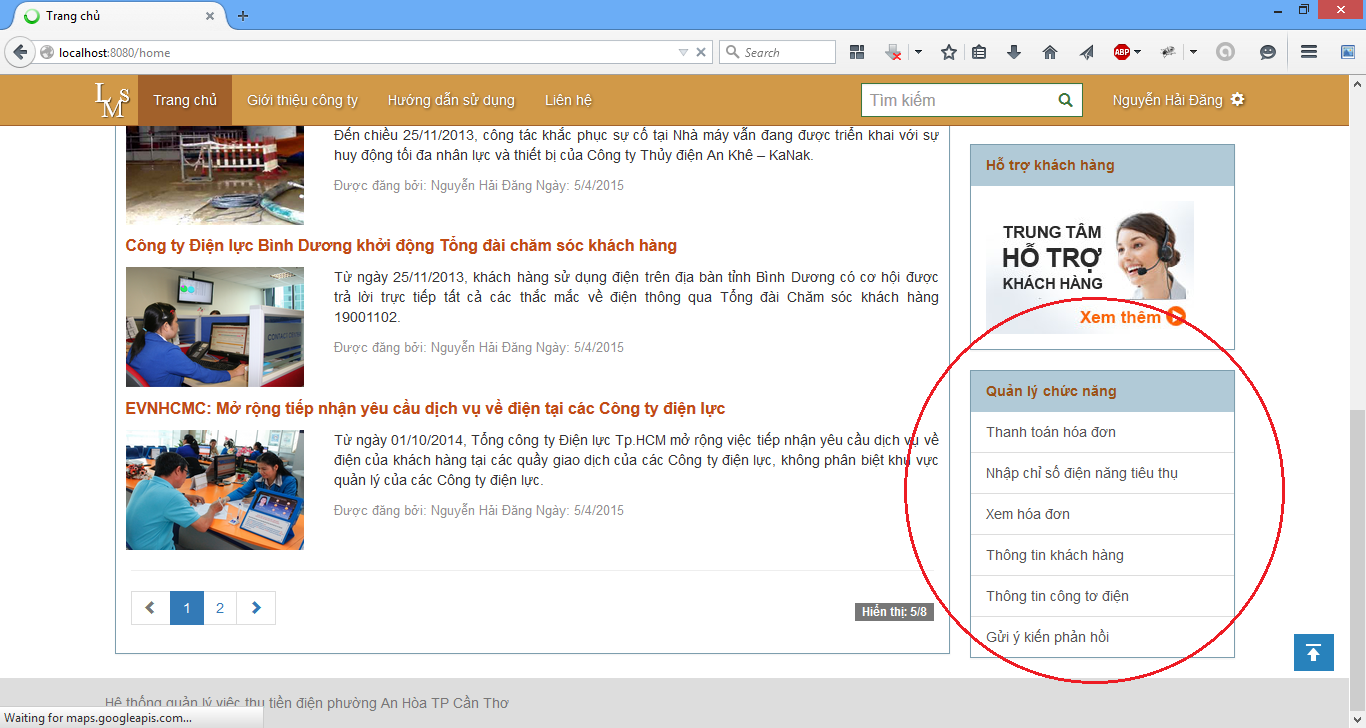 Trang chủ
localhost:8080/home
Search
ABP
LMS
Trang chủ
Giới thiệu công ty
Hướng dẫn sử dụng
Liên hệ
Tìm kiếm
Nguyễn Hải Đăng
Đến chiều 25/11/2013, công tác khắc phục sự cố tại Nhà máy vẫn đang được triển khai với sự
huy động tối đa nhân lực và thiết bị của Công ty Thủy điện An Khê – KaNak.
Được đăng bởi: Nguyễn Hải Đăng Ngày: 5/4/2015
Công ty Điện lực Bình Dương khởi động Tổng đài chăm sóc khách hàng
Từ ngày 25/11/2013, khách hàng sử dụng điện trên địa bàn tỉnh Bình Dương có cơ hội được
trả lời trực tiếp tất cả các thắc mắc về điện thông qua Tổng đài Chăm sóc khách hàng
19001102.
Được đăng bởi: Nguyễn Hải Đăng Ngày: 5/4/2015
EVNHCMC: Mở rộng tiếp nhận yêu cầu dịch vụ về điện tại các Công ty điện lực
Từ ngày 01/10/2014, Tổng công ty Điện lực Tp.HCM mở rộng việc tiếp nhận yêu cầu dịch vụ về
điện của khách hàng tại các quầy giao dịch của các Công ty điện lực, không phân biệt khu vực
quản lý của các Công ty điện lực.
Được đăng bởi: Nguyễn Hải Đăng Ngày: 5/4/2015
1
2
Hiển thị: 5/8
Hỗ trợ khách hàng
TRUNG TÂM
HỖ TRỢ
KHÁCH HÀNG
Xem thêm
Quản lý chức năng
Thanh toán hóa đơn
Nhập chỉ số điện năng tiêu thụ
Xem hóa đơn
Thông tin khách hàng
Thông tin công tơ điện
Gửi ý kiến phản hồi
Hệ thống quản lý việc thu tiền điện phường An Hòa TP Cần Thơ
Waiting for maps.googleapis.com...